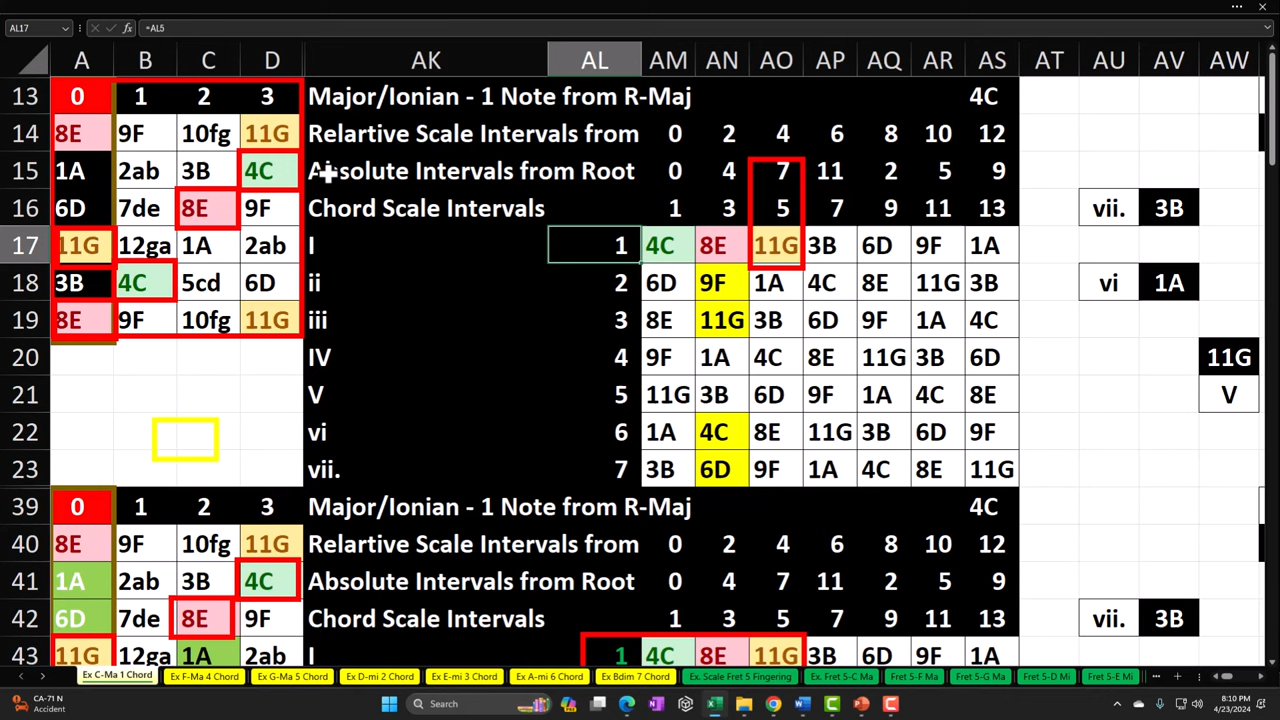 AL17 fx =AL5
A B C D AK AL AM AN AO AP AQ AR AS AT AU AV AW
13 0 1 2 3 Major/Ionian - 1 Note from R-Maj 4C
14 8E 9F 10fg 11G Relartive Scale Intervals from 0 2 4 6 8 10 12
15 1A 2ab 3B 4C Absolute Intervals from Root 0 4 7 11 2 5 9
16 6D 7de 8E 9F Chord Scale Intervals 1 3 5 7 9 11 13 vii. 3B
17 11G 12ga 1A 2ab I 1 4C 8E 11G 3B 6D 9F 1A
18 3B 4C 5cd 6D ii 2 6D 9F 1A 4C 8E 11G 3B vi 1A
19 8E 9F 10fg 11G iii 3 8E 11G 3B 6D 9F 1A 4C
20 IV 4 9F 1A 4C 8E 11G 3B 6D 11G
21 V 5 11G 3B 6D 9F 1A 4C 8E V
22 vi 6 1A 4C 8E 11G 3B 6D 9F
23 vii. 7 3B 6D 9F 1A 4C 8E 11G
39 0 1 2 3 Major/Ionian - 1 Note from R-Maj 4C
40 8E 9F 10fg 11G Relartive Scale Intervals from 0 2 4 6 8 10 12
41 1A 2ab 3B 4C Absolute Intervals from Root 0 4 7 11 2 5 9
42 6D 7de 8E 9F Chord Scale Intervals 1 3 5 7 9 11 13 vii. 3B
43 11G 12ga 1A 2ab I 1 4C 8E 11G 3B 6D 9F 1A
Ex C-Ma 1 Chord Ex F-Ma 4 Chord Ex G-Ma 5 Chord Ex D-mi 2 Chord Ex E-mi 3 Chord Ex A-mi 6 Chord Ex Bdim 7 Chord Ex. Scale Fret 5 Fingering Ex. Fret 5-C Ma Fret 5-F Ma Fret 5-G Ma Fret 5-D Mi Fret 5-E Mi
CA-71 N
Accident
Search
8:10 PM
4/23/2024